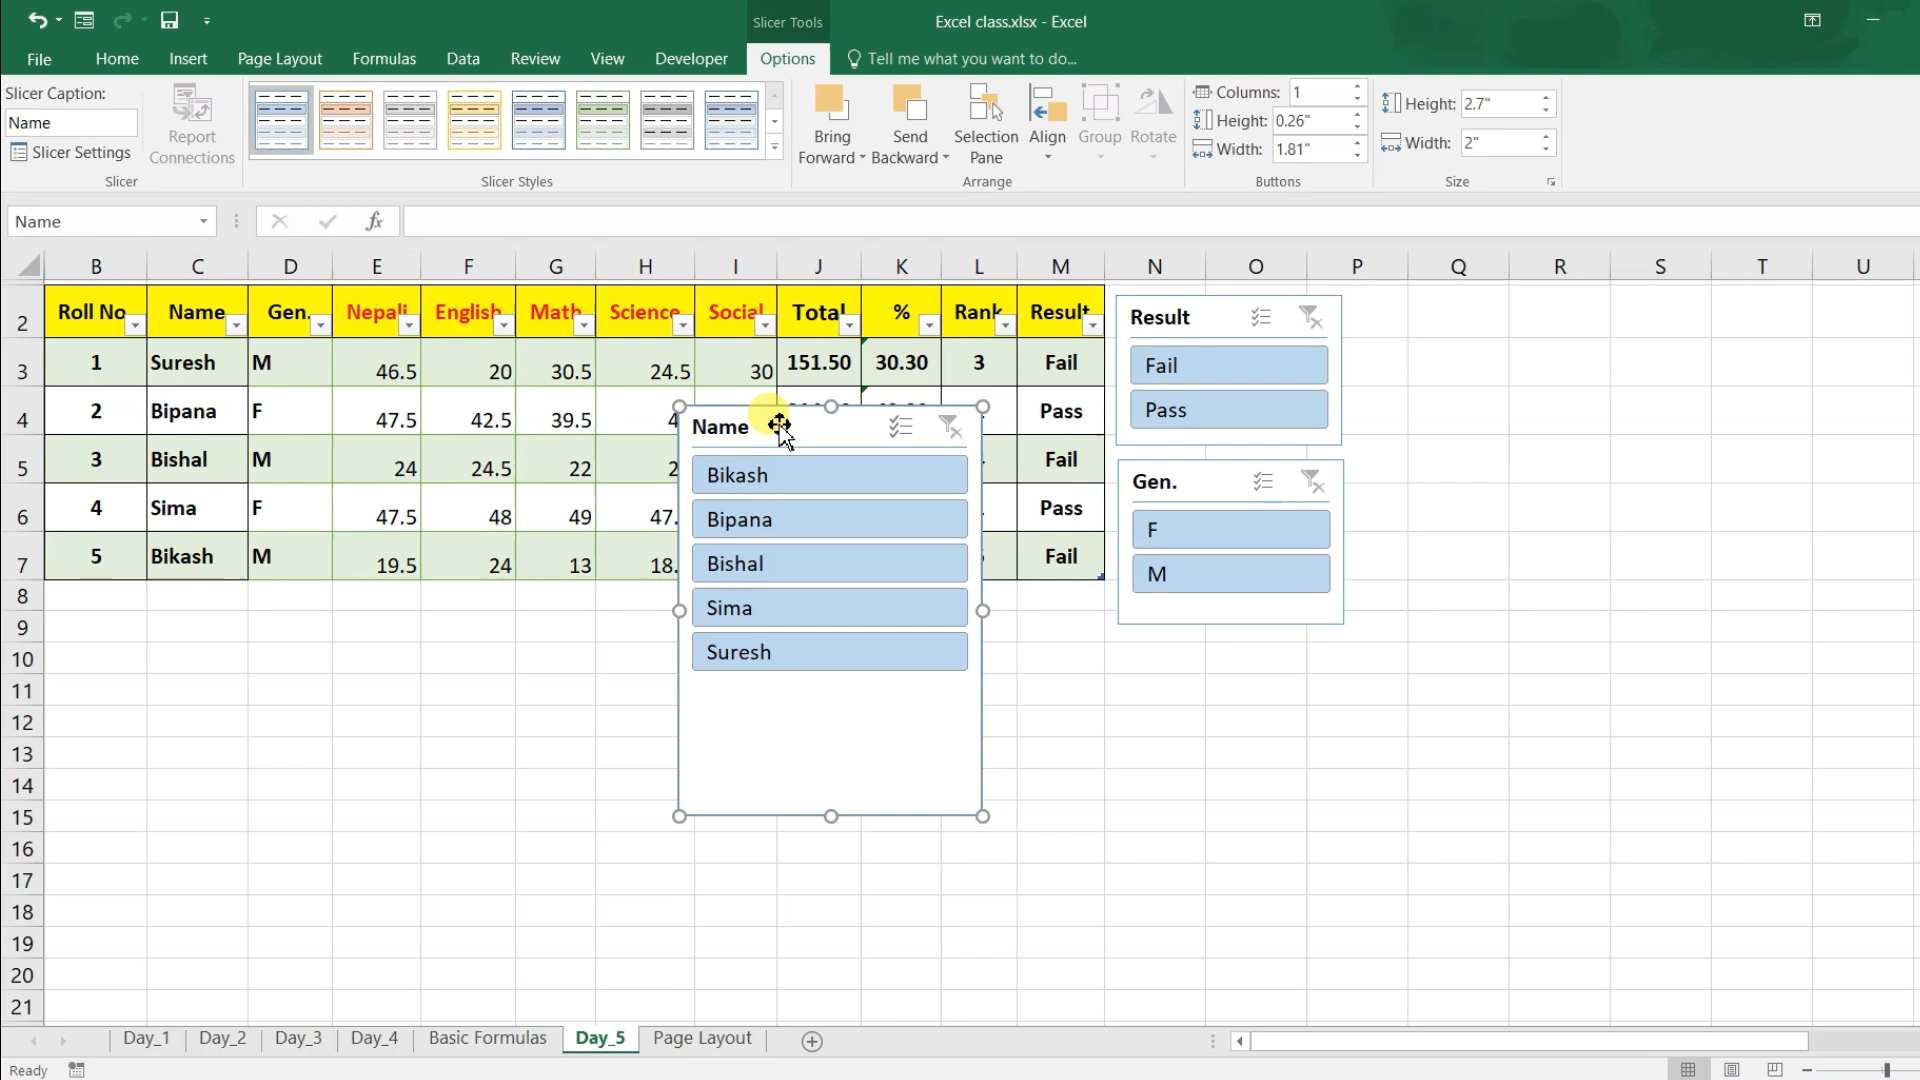 Slicer Tools
Excel class.xlsx - Excel
File Home Insert Page Layout Formulas Data Review View Developer Options Tell me what you want to do...
Slicer Caption:
Name
Slicer Settings
Report Connections
Slicer
Slicer Styles
Bring Forward
Send Backward
Selection Pane
Align
Group
Rotate
Arrange
Columns: 1
Height: 0.26"
Width: 1.81"
Buttons
Height: 2.7"
Width: 2"
Size
Name fx
B C D E F G H I J K L M N O P Q R S T U
2 Roll No Name Gen. Nepali English Math Science Social Total % Rank Result
3 1 Suresh M 46.5 20 30.5 24.5 30 151.50 30.30 3 Fail
4 2 Bipana F 47.5 42.5 39.5 4 Pass
5 3 Bishal M 24 24.5 22 2 Fail
6 4 Sima F 47.5 48 49 47. Pass
7 5 Bikash M 19.5 24 13 18. Fail
8
9
10
11
12
13
14
15
16
17
18
19
20
21
Name
Bikash
Bipana
Bishal
Sima
Suresh
Result
Fail
Pass
Gen.
F
M
Day_1 Day_2 Day_3 Day_4 Basic Formulas Day_5 Page Layout
Ready